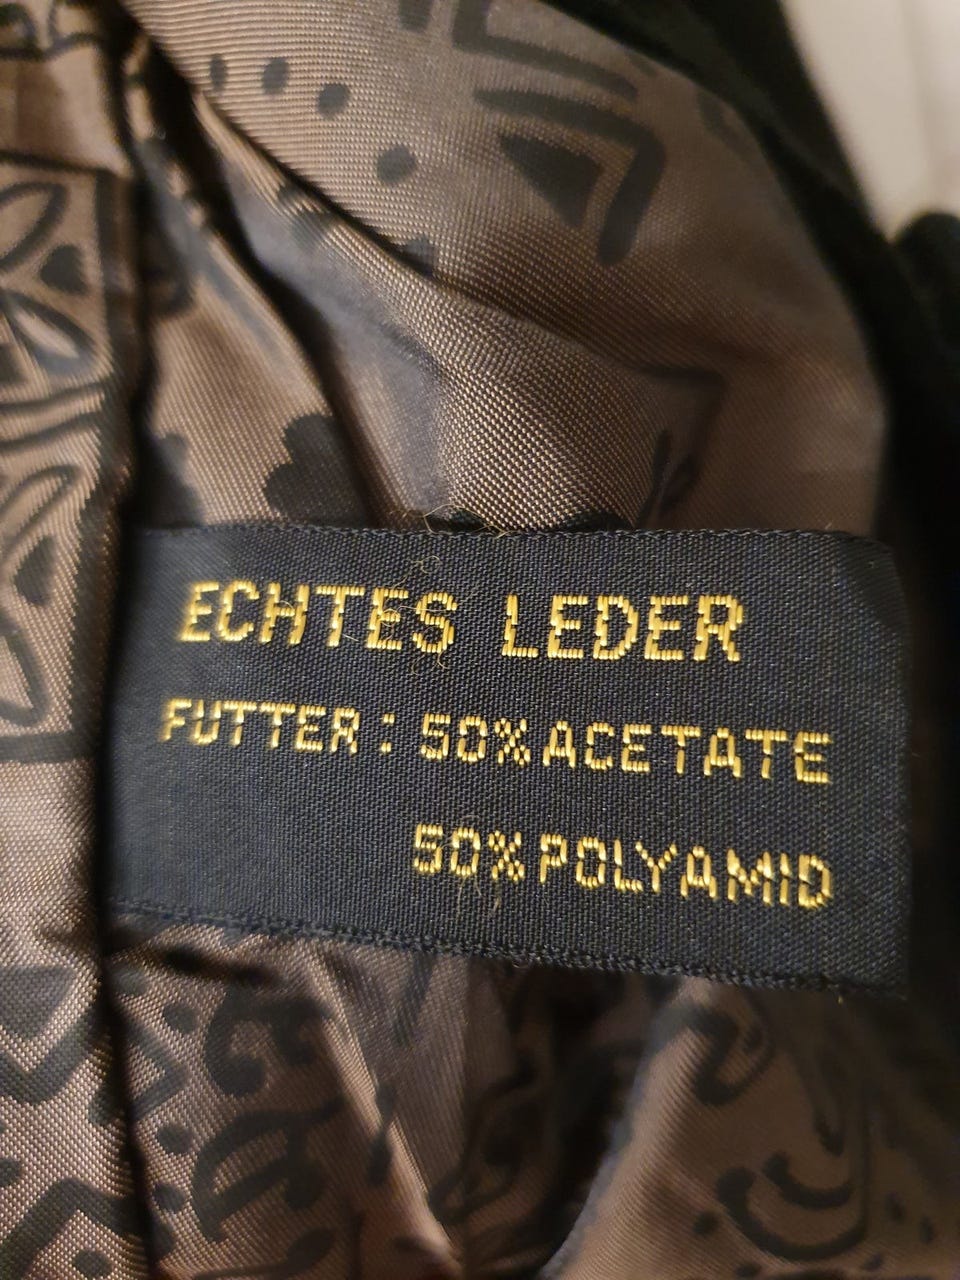 ECHTES LEDER
FUTTER: 50% ACETATE
50% POLYAMID